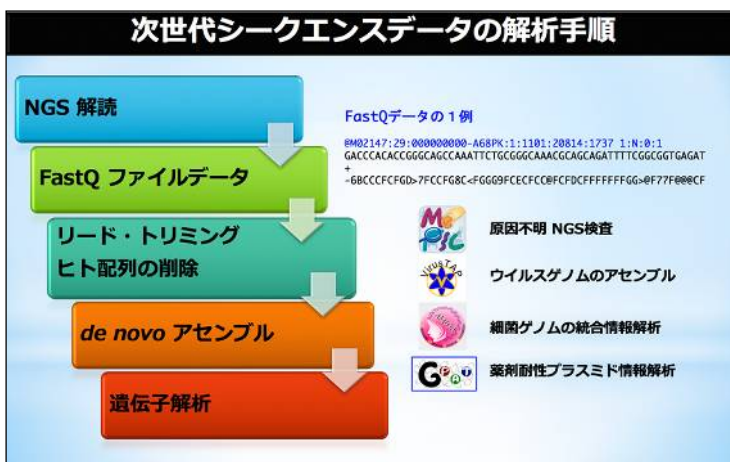 次世代シークエンスデータの解析手順
NGS 解読
FastQ ファイルデータ
リード・トリミング
ヒト配列の削除
de novo アセンブル
遺伝子解析
FastQデータの1例
@M02147:29:000000000-A68PK:1:1101:20814:1737 1:N:0:1
GACCCACACCGGGCAGCCAAATTCTGCGGGCAAACGCAGCAGATTTTCGGCGGTGAGAT
+
-6BCCCFCFGD>7FCCFG8C<FGGG9FCECFCC@FCFDCFFFFFFFGG>@F77F@@@CF
MePIC
原因不明 NGS検査
VirusTAP
ウイルスゲノムのアセンブル
細菌ゲノムの統合情報解析
GPAT
薬剤耐性プラスミド情報解析